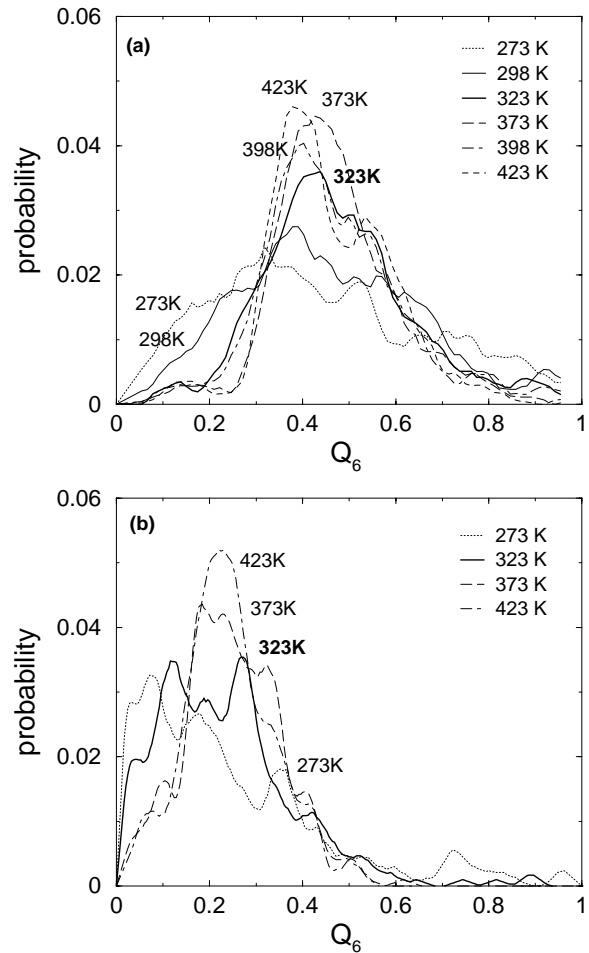 0.06
(a)
273 K
298 K
323 K
373 K
398 K
423 K
423K
373K
0.04
398K
323K
probability
0.02
273K
298K
0
0
0.2
0.4
0.6
0.8
1
Q6
0.06
(b)
273 K
323 K
373 K
423 K
423K
373K
0.04
323K
probability
0.02
273K
0
0
0.2
0.4
0.6
0.8
1
Q6